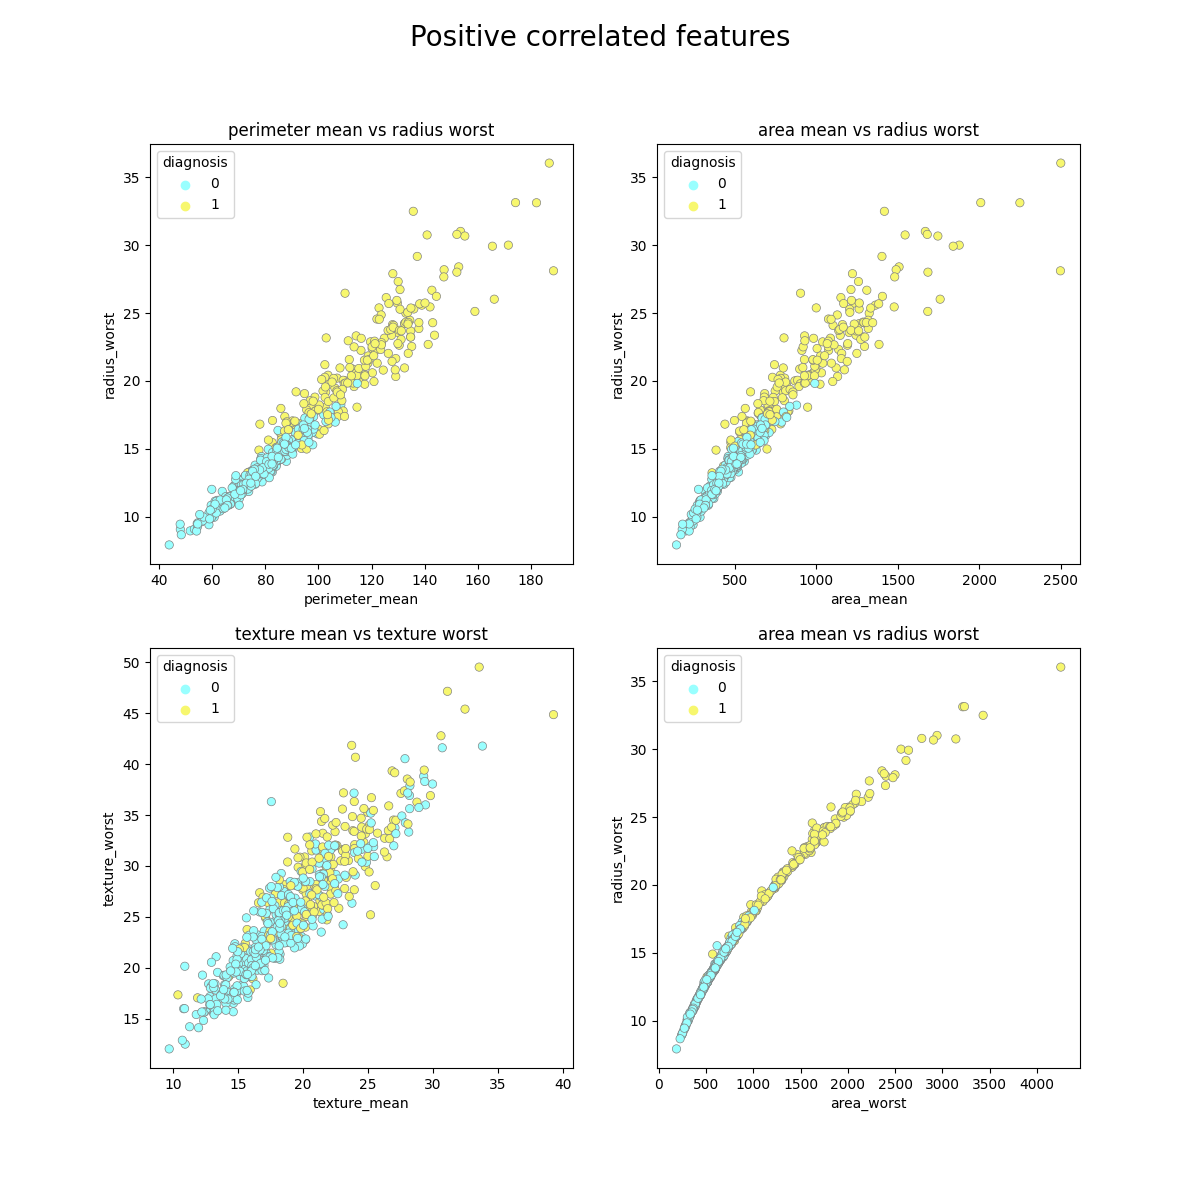 Positive correlated features
perimeter mean vs radius worst
diagnosis
0
1
35
30
25
20
15
10
radius_worst
40 60 80 100 120 140 160 180
perimeter_mean
area mean vs radius worst
diagnosis
0
1
35
30
25
20
15
10
radius_worst
500 1000 1500 2000 2500
area_mean
texture mean vs texture worst
diagnosis
0
1
50
45
40
35
30
25
20
15
texture_worst
10 15 20 25 30 35 40
texture_mean
area mean vs radius worst
diagnosis
0
1
35
30
25
20
15
10
radius_worst
0 500 1000 1500 2000 2500 3000 3500 4000
area_worst